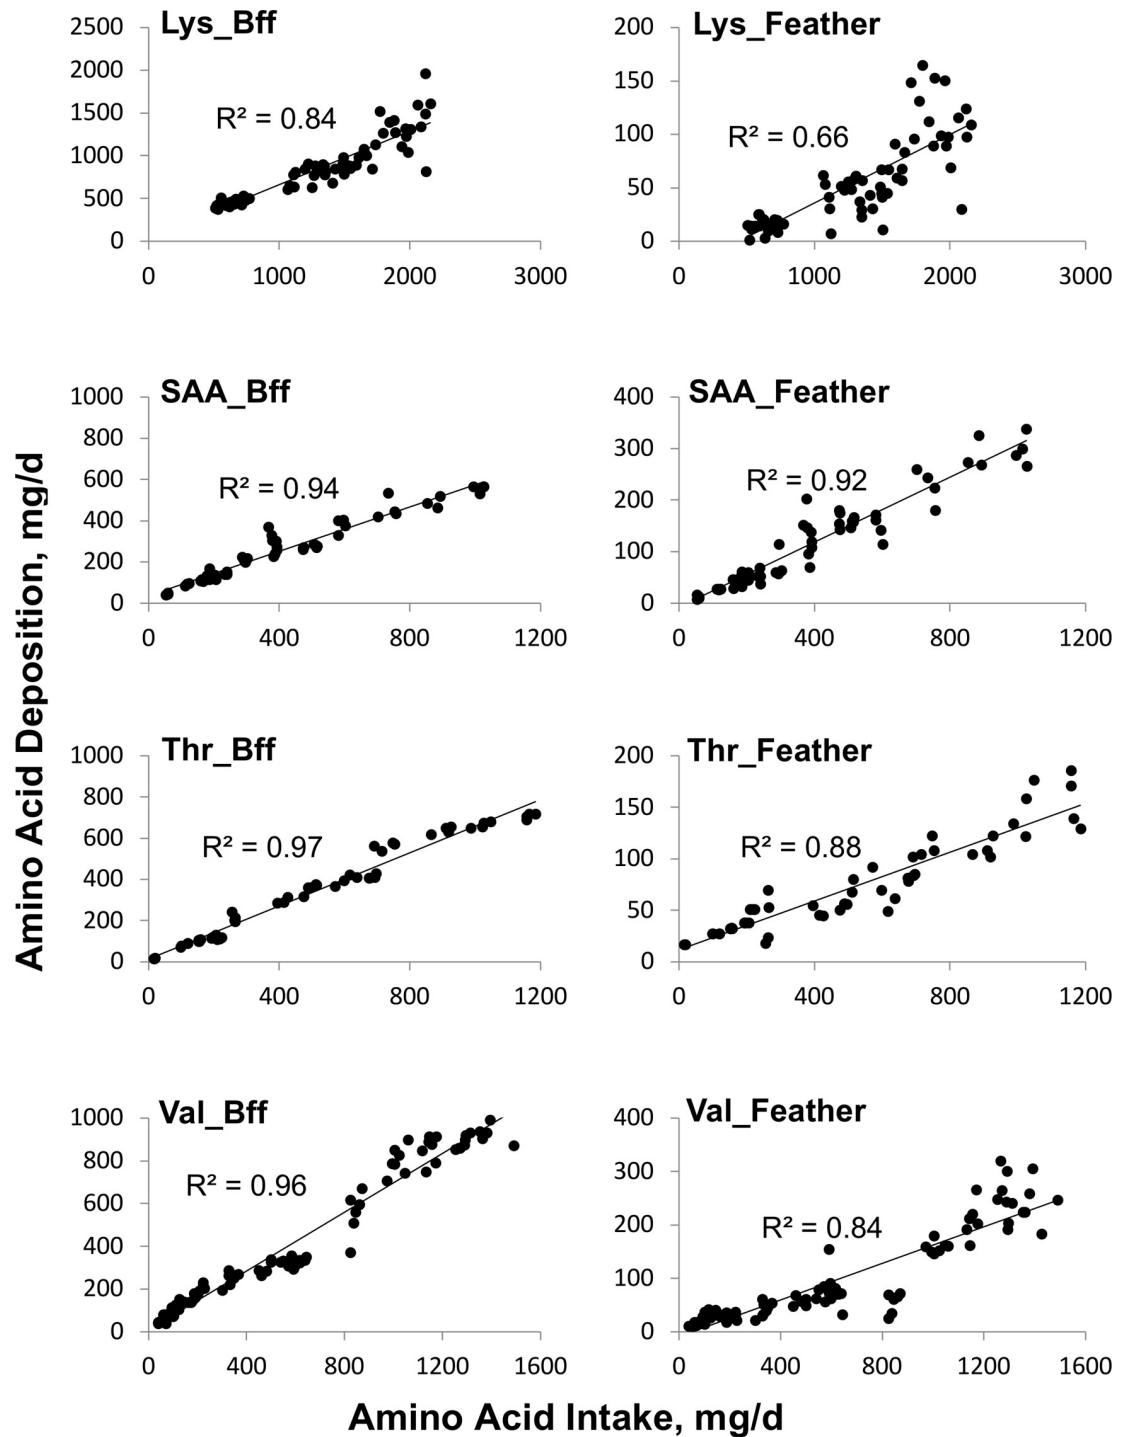 Lys_Bff
2500
2000
1500
1000
500
0
R² = 0.84
0 1000 2000 3000
Lys_Feather
200
150
100
50
0
R² = 0.66
0 1000 2000 3000
SAA_Bff
1000
800
600
400
200
0
R² = 0.94
0 400 800 1200
SAA_Feather
400
300
200
100
0
R² = 0.92
0 400 800 1200
Thr_Bff
1000
800
600
400
200
0
R² = 0.97
0 400 800 1200
Thr_Feather
200
150
100
50
0
R² = 0.88
0 400 800 1200
Val_Bff
1000
800
600
400
200
0
R² = 0.96
0 400 800 1200 1600
Val_Feather
400
300
200
100
0
R² = 0.84
0 400 800 1200 1600
Amino Acid Deposition, mg/d
Amino Acid Intake, mg/d